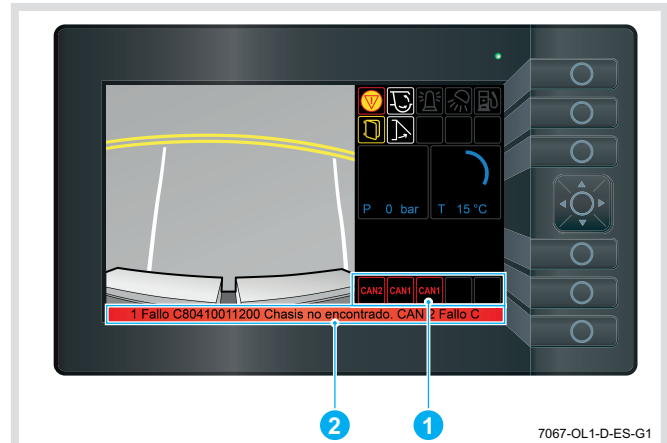 P 0 bar T 15 °C
CAN2 CAN1 CAN1
1 Fallo C80410011200 Chasis no encontrado. CAN 2 Fallo C
2 1
7067-OL1-D-ES-G1